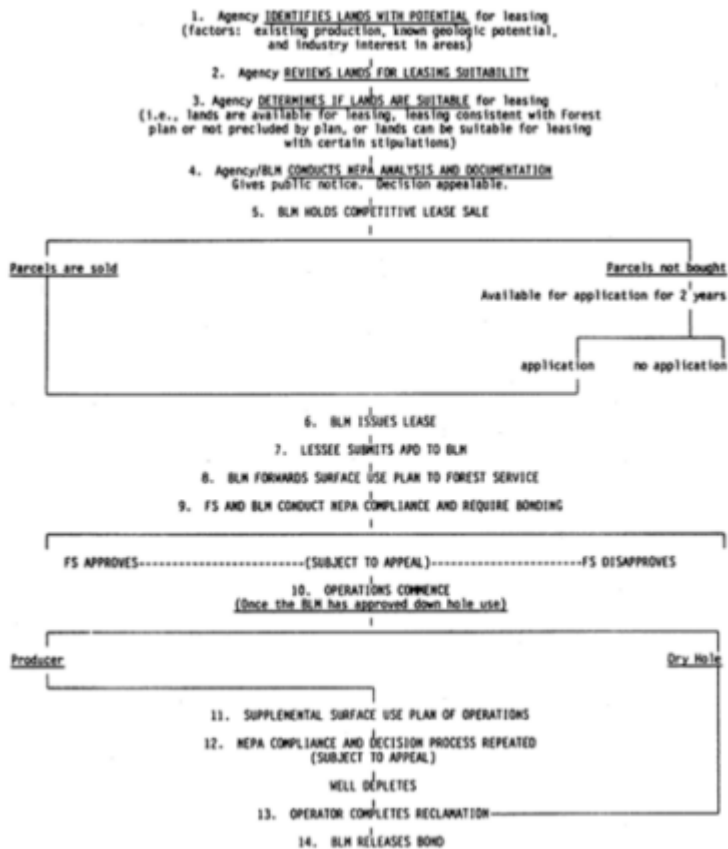 1. Agency IDENTIFIES LANDS WITH POTENTIAL for leasing
(factors: existing production, known geologic potential,
and industry interest in areas)
2. Agency REVIEWS LANDS FOR LEASING SUITABILITY
3. Agency DETERMINES IF LANDS ARE SUITABLE for leasing
(i.e., lands are available for leasing, leasing consistent with Forest
plan or not precluded by plan, or lands can be suitable for leasing
with certain stipulations)
4. Agency/BLM CONDUCTS NEPA ANALYSIS AND DOCUMENTATION
Gives public notice. Decision appealable.
5. BLM HOLDS COMPETITIVE LEASE SALE
Parcels are sold
Parcels not bought
Available for application for 2 years
application
no application
6. BLM ISSUES LEASE
7. LESSEE SUBMITS APD TO BLM
8. BLM FORWARDS SURFACE USE PLAN TO FOREST SERVICE
9. FS AND BLM CONDUCT NEPA COMPLIANCE AND REQUIRE BONDING
FS APPROVES-----------------------(SUBJECT TO APPEAL)---------------------FS DISAPPROVES
10. OPERATIONS COMMENCE
(Once the BLM has approved down hole use)
Producer
Dry Hole
11. SUPPLEMENTAL SURFACE USE PLAN OF OPERATIONS
12. NEPA COMPLIANCE AND DECISION PROCESS REPEATED
(SUBJECT TO APPEAL)
WELL DEPLETES
13. OPERATOR COMPLETES RECLAMATION
14. BLM RELEASES BOND